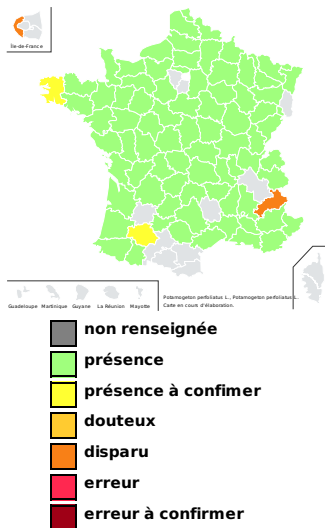 Île-de-France
Guadeloupe Martinique Guyane La Réunion Mayotte
Potamogeton perfoliatus L., Potamogeton perfoliatus L.
Carte en cours d'élaboration.
non renseignée
présence
présence à confimer
douteux
disparu
erreur
erreur à confirmer